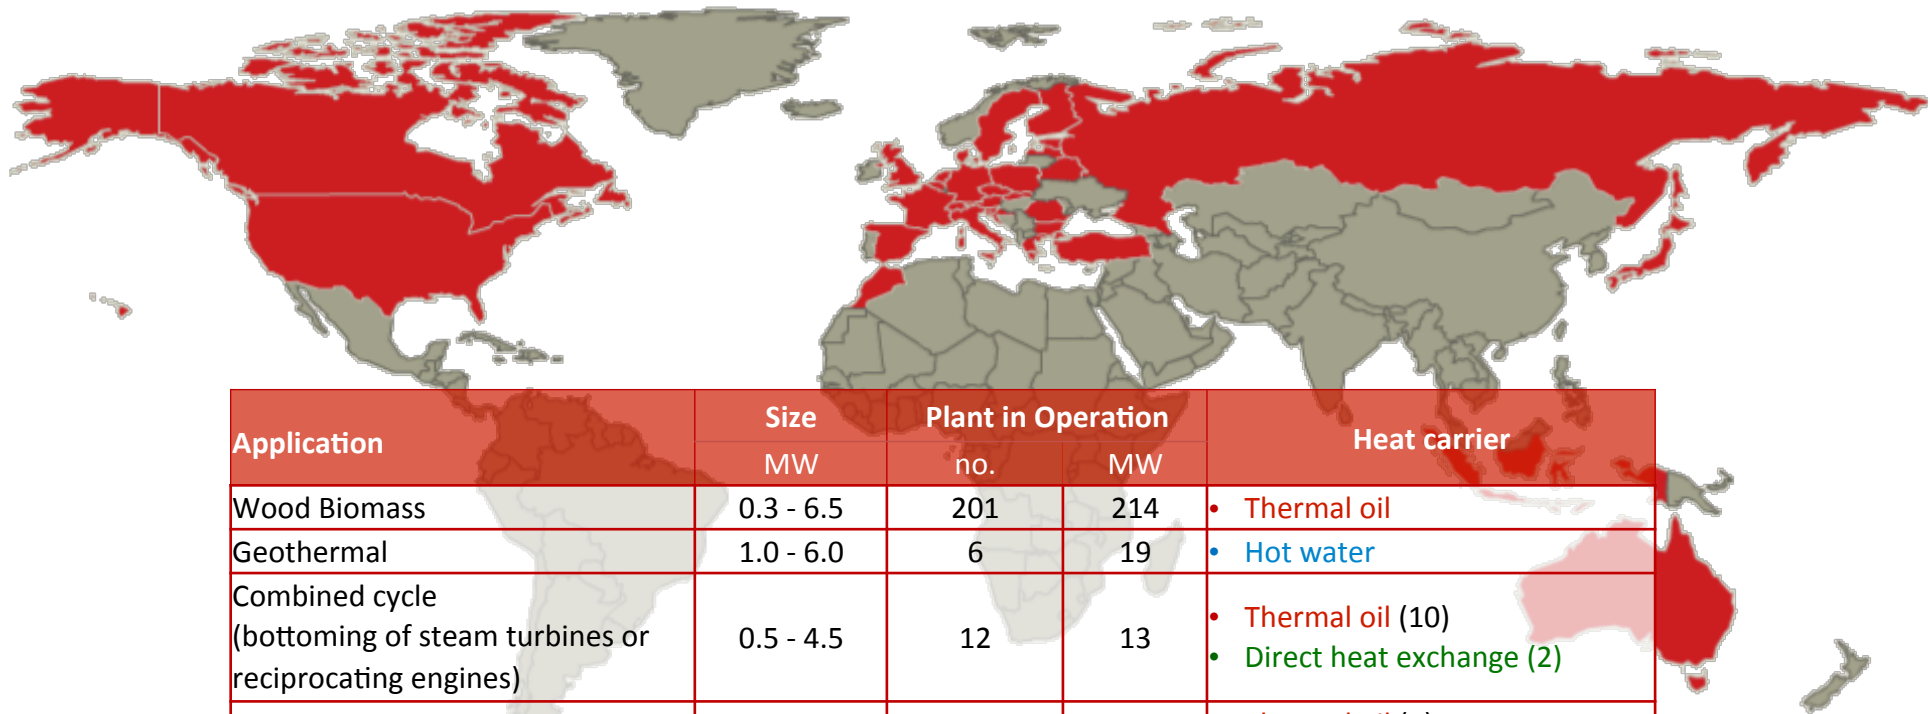 Application Size Plant in Operation Heat carrier
MW no. MW
Wood Biomass 0.3 - 6.5 201 214 • Thermal oil
Geothermal 1.0 - 6.0 6 19 • Hot water
Combined cycle
(bottoming of steam turbines or
reciprocating engines) 0.5 - 4.5 12 13 • Thermal oil (10)
• Direct heat exchange (2)